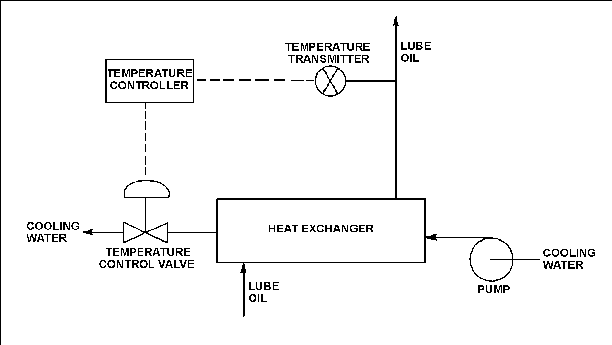 TEMPERATURE
TRANSMITTER
LUBE
OIL
TEMPERATURE
CONTROLLER
COOLING
WATER
TEMPERATURE
CONTROL VALVE
HEAT EXCHANGER
COOLING
WATER
PUMP
LUBE
OIL